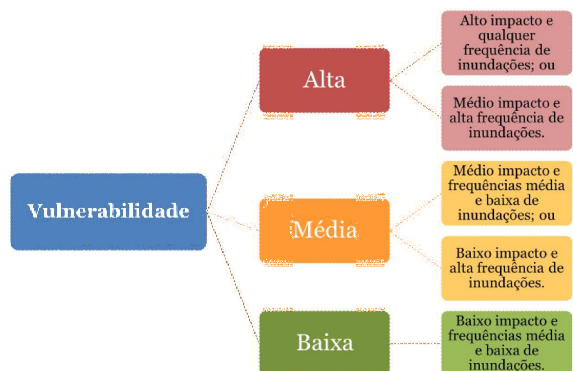 Vulnerabilidade
Alta
Alto impacto e
qualquer
frequência de
inundações; ou
Médio impacto e
alta frequência de
inundações.
Média
Médio impacto e
frequências média
e baixa de
inundações; ou
Baixo impacto e
alta frequência de
inundações.
Baixa
Baixo impacto e
frequências média
e baixa de
inundações.